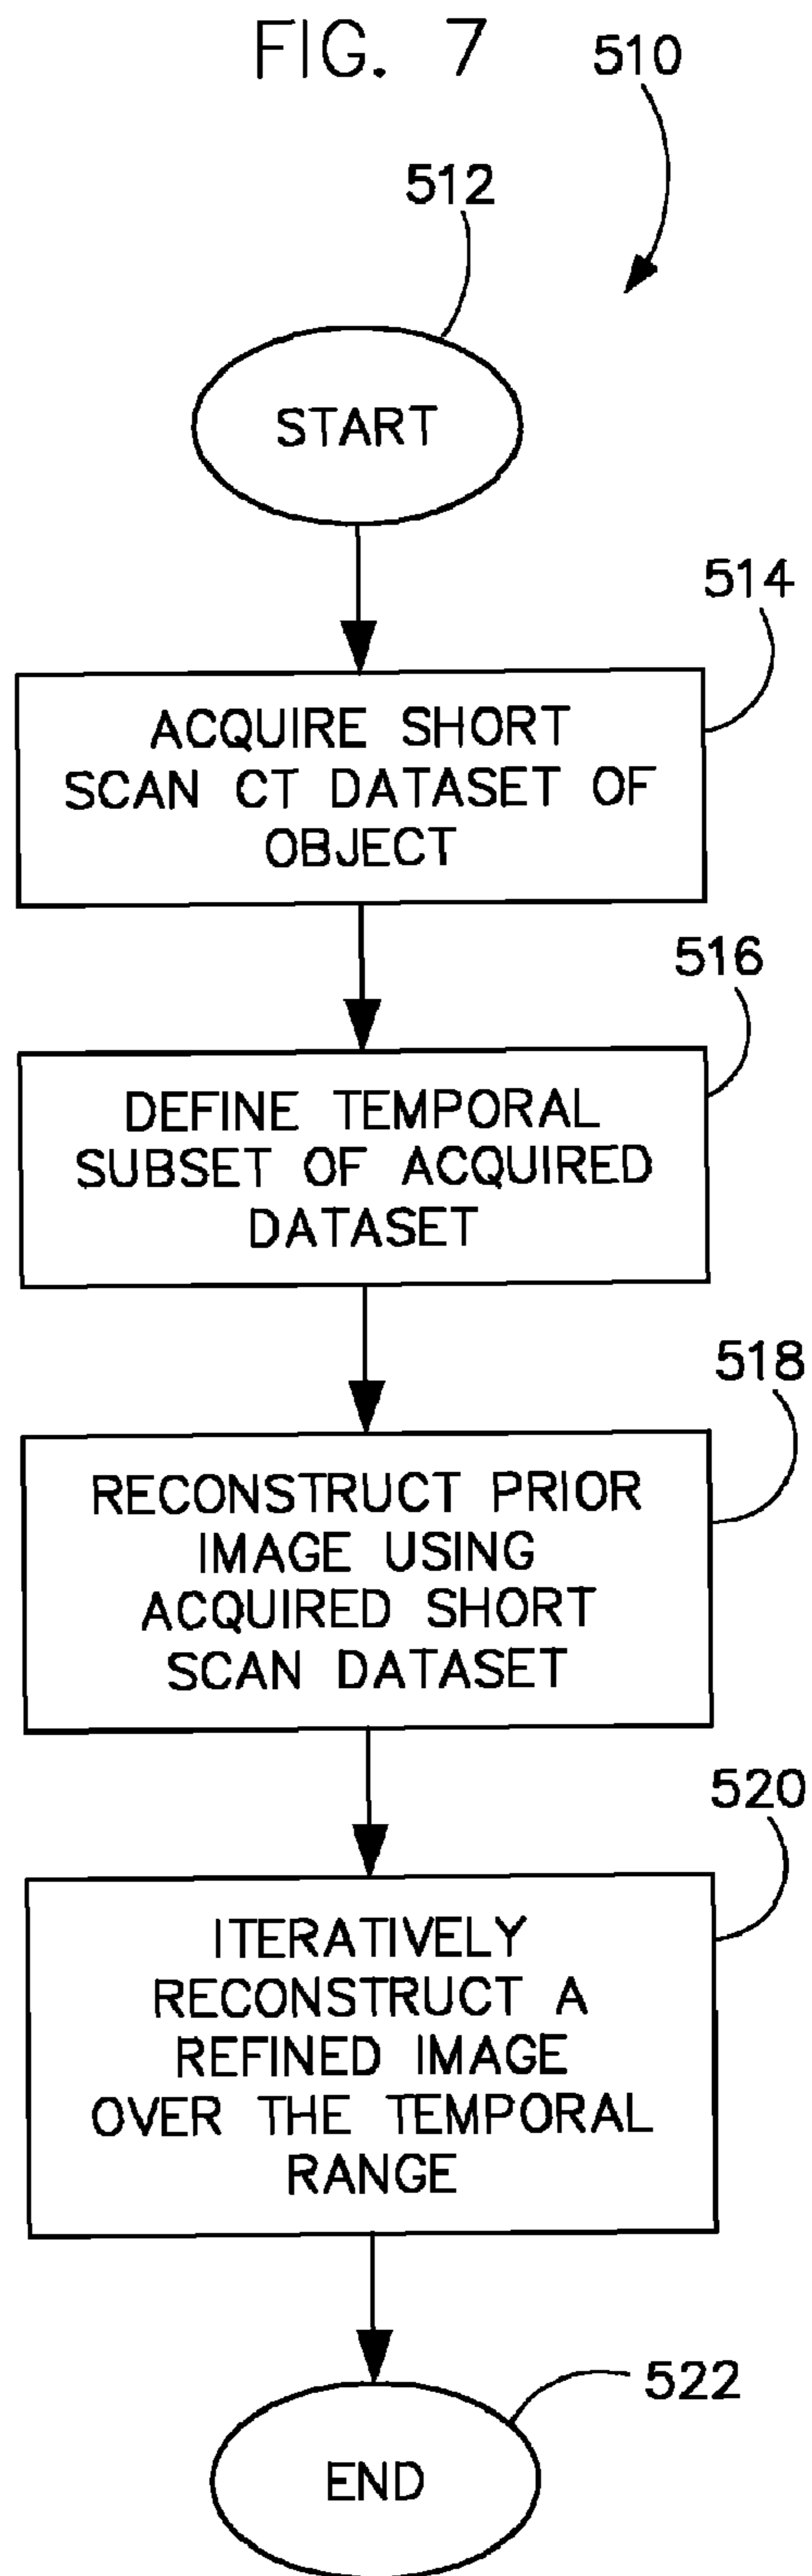 FIG. 7
510
512
START
514
ACQUIRE SHORT
SCAN CT DATASET OF
OBJECT
516
DEFINE TEMPORAL
SUBSET OF ACQUIRED
DATASET
518
RECONSTRUCT PRIOR
IMAGE USING
ACQUIRED SHORT
SCAN DATASET
520
ITERATIVELY
RECONSTRUCT A
REFINED IMAGE
OVER THE TEMPORAL
RANGE
522
END